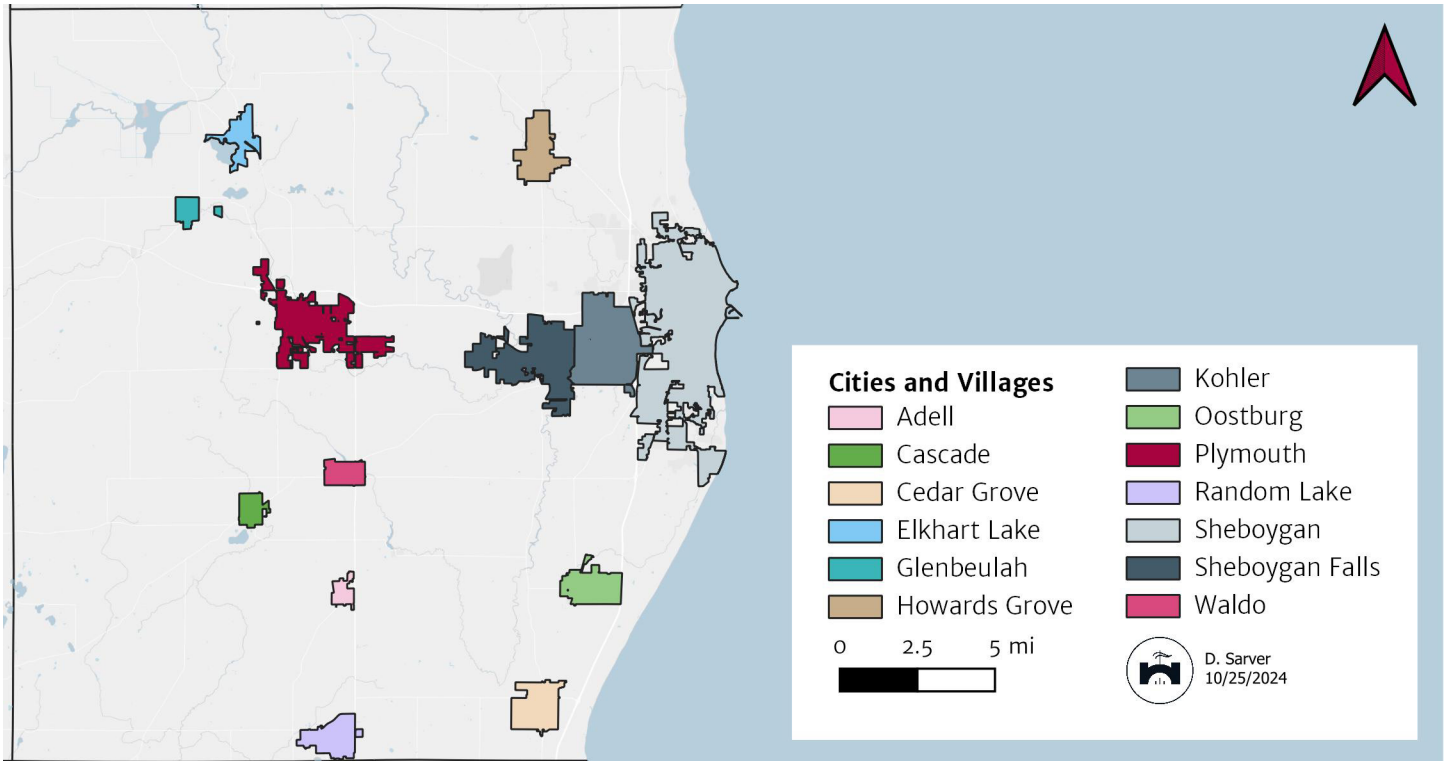 Cities and Villages
Adell
Cascade
Cedar Grove
Elkhart Lake
Glenbeulah
Howards Grove
Kohler
Oostburg
Plymouth
Random Lake
Sheboygan
Sheboygan Falls
Waldo
0 2.5 5 mi
D. Sarver
10/25/2024